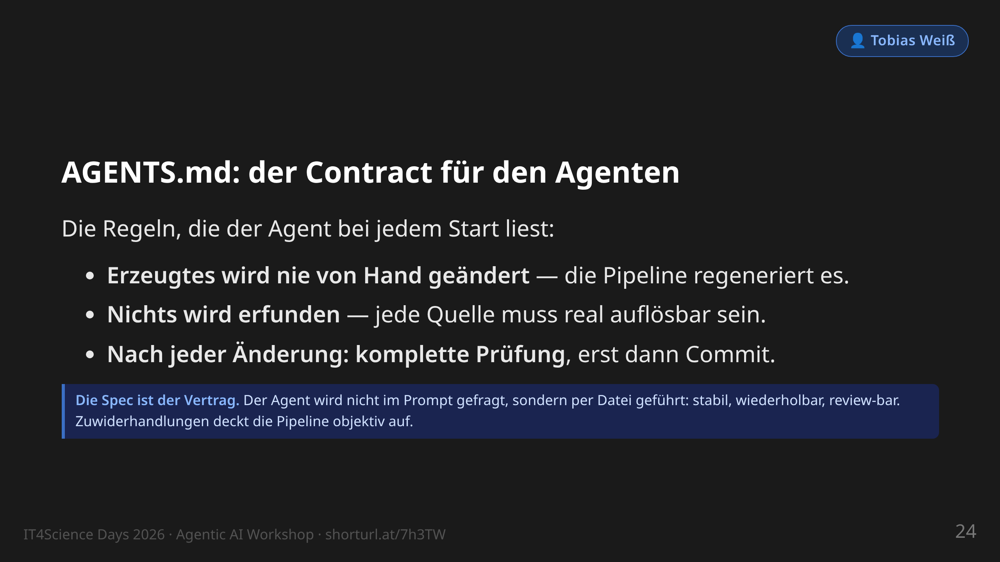 Tobias Weiß
AGENTS.md: der Contract für den Agenten
Die Regeln, die der Agent bei jedem Start liest:
• Erzeugtes wird nie von Hand geändert — die Pipeline regeneriert es.
• Nichts wird erfunden — jede Quelle muss real auflösbar sein.
• Nach jeder Änderung: komplette Prüfung, erst dann Commit.
Die Spec ist der Vertrag. Der Agent wird nicht im Prompt gefragt, sondern per Datei geführt: stabil, wiederholbar, review-bar.
Zuwiderhandlungen deckt die Pipeline objektiv auf.
IT4Science Days 2026 · Agentic AI Workshop · shorturl.at/7h3TW
24